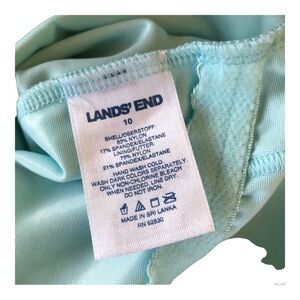 LANDS' END
10
SHELL/OBERSTOFF:
83% NYLON
17% SPANDEX/ELASTANE
LINING/FUTTER:
79% NYLON
21% SPANDEX/ELASTANE
HAND WASH COLD.
WASH DARK COLORS SEPARATELY
ONLY NON-CHLORINE BLEACH
WHEN NEEDED. LINE DRY.
DO NOT IRON.
MADE IN SRI LANKA
RN 62830